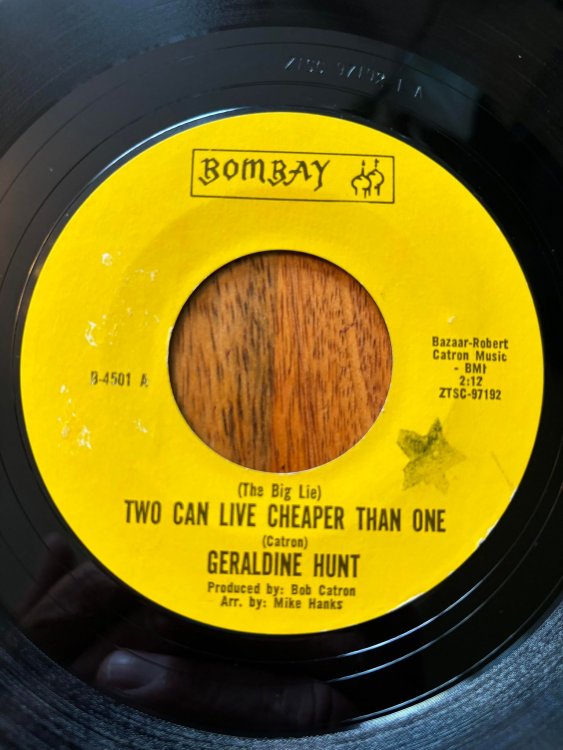 ZTSC 97192 1 A
BOMBAY
B-4501 A
Bazaar-Robert
Catron Music
- BMI
2:12
ZTSC-97192
(The Big Lie)
TWO CAN LIVE CHEAPER THAN ONE
(Catron)
GERALDINE HUNT
Produced by: Bob Catron
Arr. by: Mike Hanks